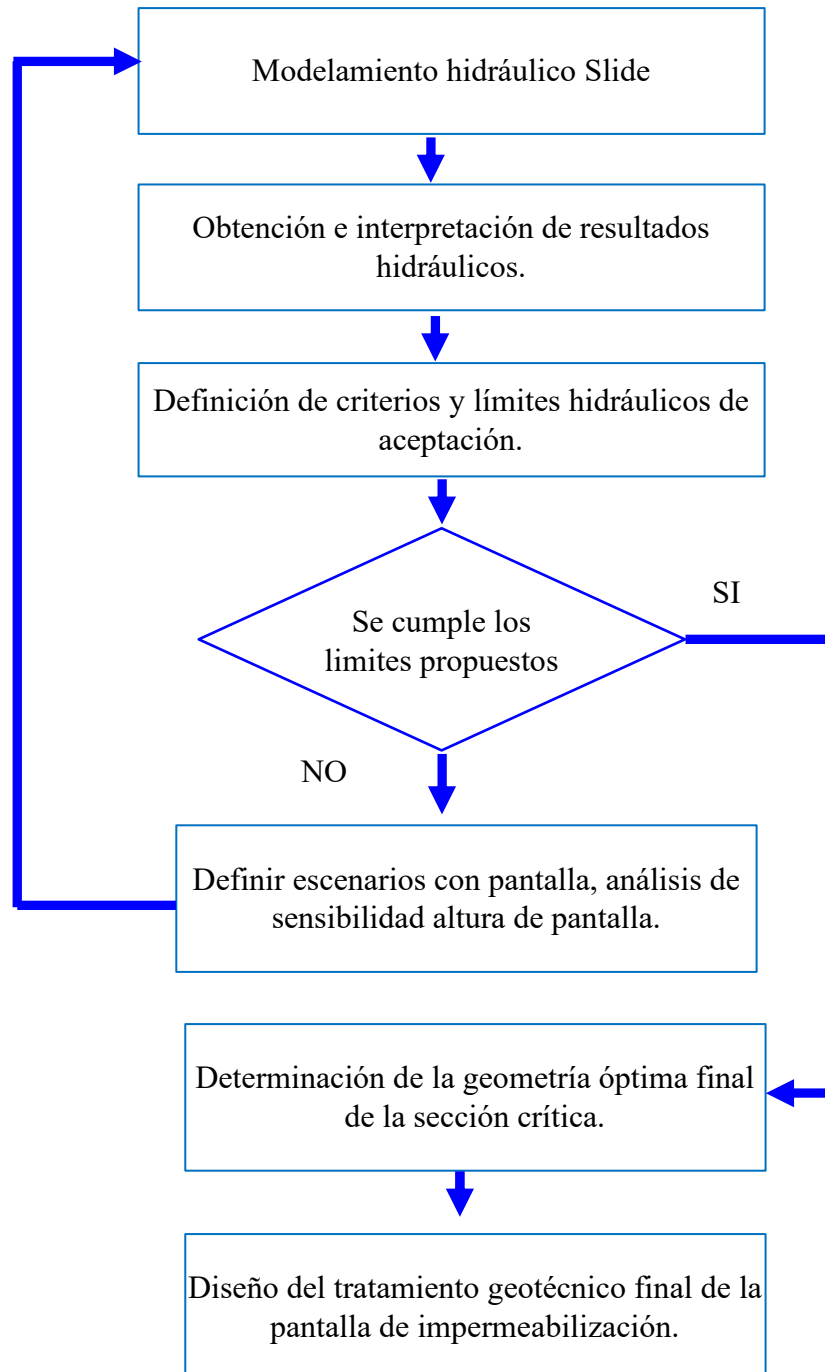 Modelamiento hidráulico Slide
Obtención e interpretación de resultados
hidráulicos.
Definición de criterios y límites hidráulicos de
aceptación.
SI
Se cumple los
limites propuestos
NO
Definir escenarios con pantalla, análisis de
sensibilidad altura de pantalla.
Determinación de la geometría óptima final
de la sección crítica.
Diseño del tratamiento geotécnico final de la
pantalla de impermeabilización.